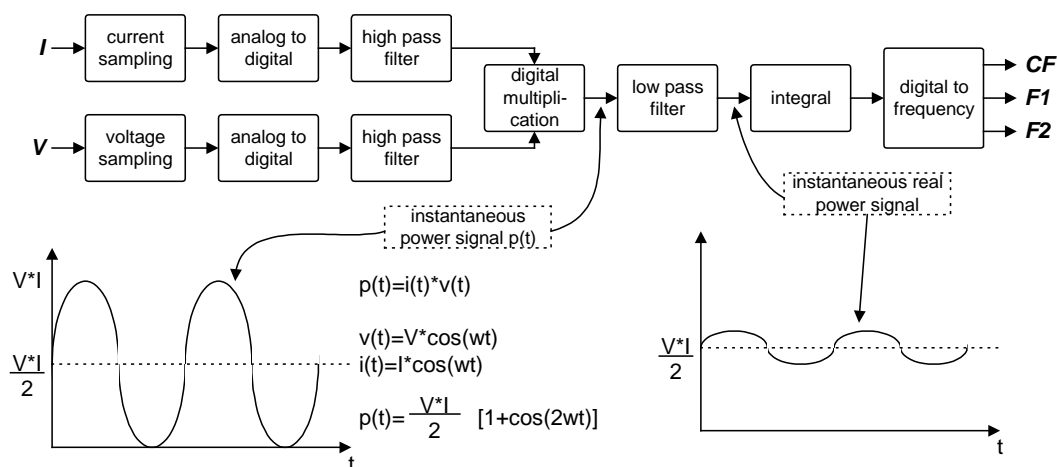 I
current
sampling
analog to
digital
high pass
filter
V
voltage
sampling
analog to
digital
high pass
filter
digital
multipli-
cation
low pass
filter
integral
digital to
frequency
CF
F1
F2
instantaneous
power signal p(t)
instantaneous real
power signal
V*I
V*I
2
t
p(t)=i(t)*v(t)
v(t)=V*cos(wt)
i(t)=I*cos(wt)
p(t)= V*I
2 [1+cos(2wt)]
V*I
2
t